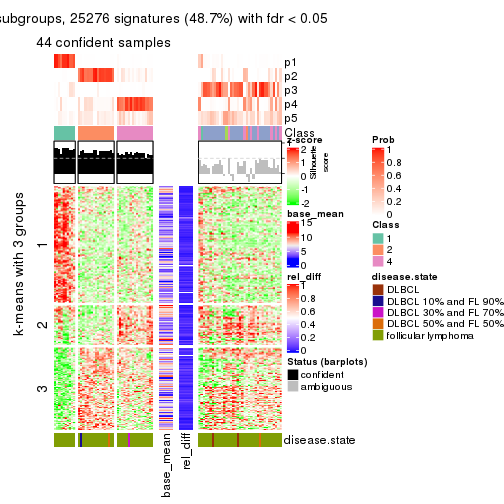 subgroups, 25276 signatures (48.7%) with fdr < 0.05
44 confident samples
p1
p2
p3
p4
p5
Class
1
z-score
2
1
0
-1
-2
Silhouette
score
base_mean
15
10
5
0
rel_diff
1
0.8
0.6
0.4
0.2
0
Status (barplots)
confident
ambiguous
Prob
1
0.8
0.6
0.4
0.2
0
Class
1
2
4
disease.state
DLBCL
DLBCL 10% and FL 90%
DLBCL 30% and FL 70%
DLBCL 50% and FL 50%
follicular lymphoma
k-means with 3 groups
1
2
3
disease.state
base_mean
rel_diff